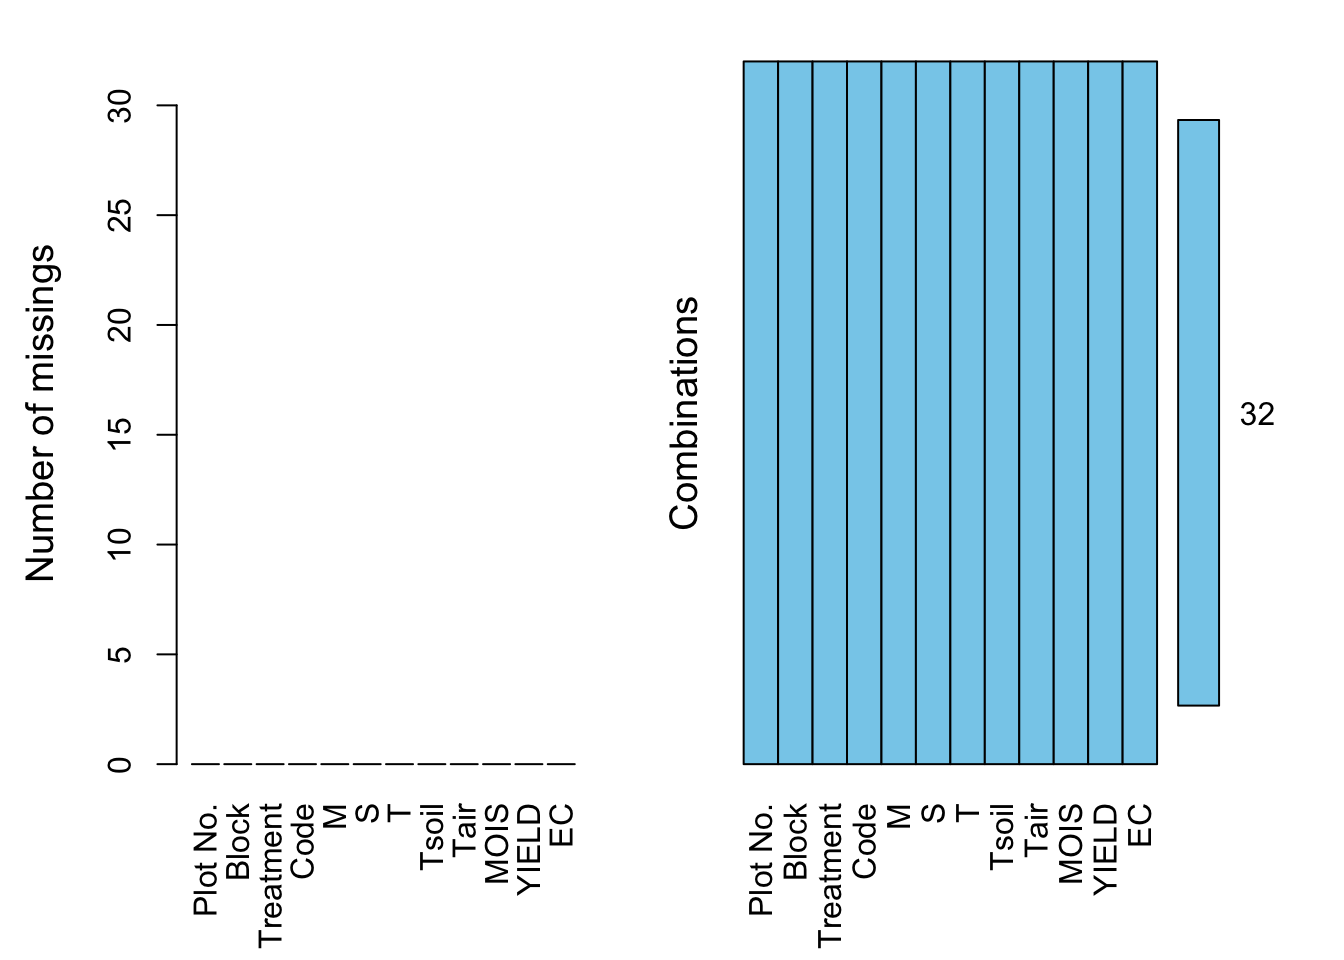 Number of missings
30
25
20
15
10
5
0
Plot No.
Block
Treatment
Code
M
S
T
Tsoil
Tair
MOIS
YIELD
EC
Combinations
Plot No.
Block
Treatment
Code
M
S
T
Tsoil
Tair
MOIS
YIELD
EC
32